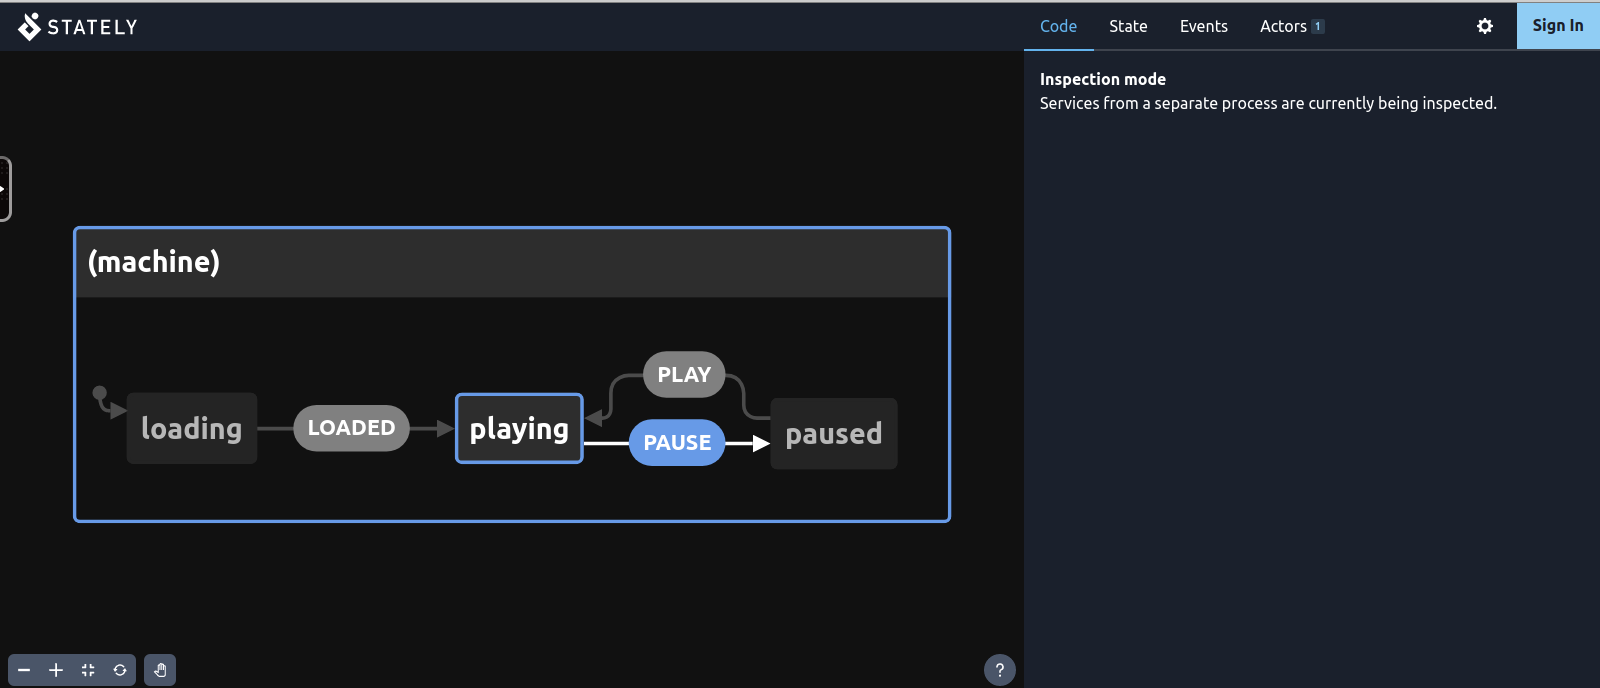 STATELY
Code State Events Actors 1 Sign In
Inspection mode
Services from a separate process are currently being inspected.
(machine)
PLAY
loading LOADED playing PAUSE paused
?